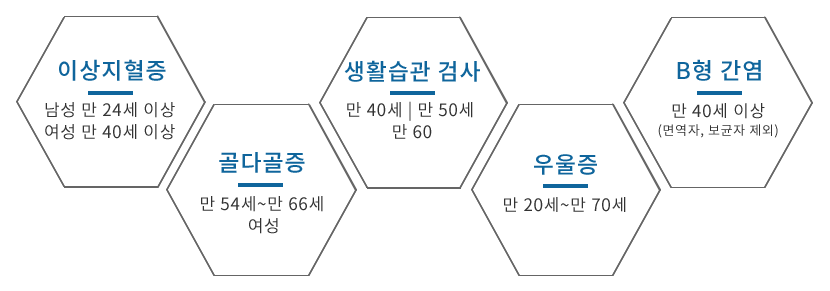 이상지혈증
남성 만 24세 이상
여성 만 40세 이상
골다골증
만 54세~만 66세
여성
생활습관 검사
만 40세 | 만 50세
만 60
우울증
만 20세~만 70세
B형 간염
만 40세 이상
(면역자, 보균자 제외)